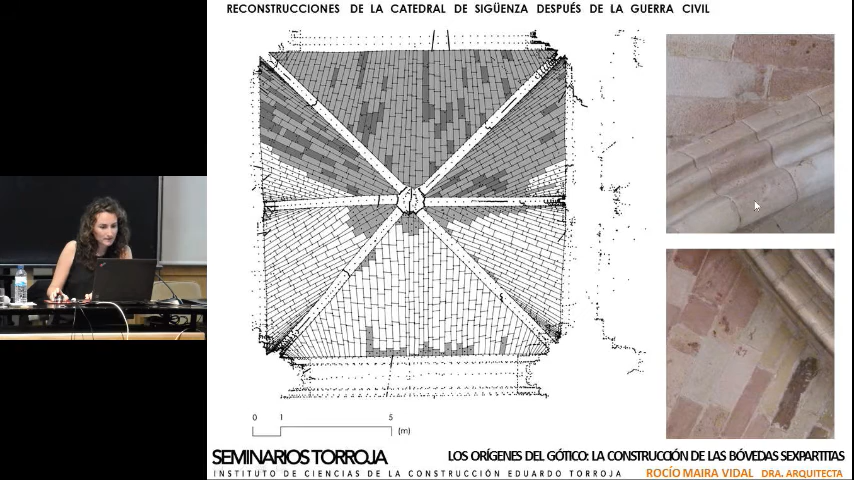 RECONSTRUCCIONES DE LA CATEDRAL DE SIGÜENZA DESPUÉS DE LA GUERRA CIVIL
0 1 5
(m)
SEMINARIOS TORROJA
LOS ORÍGENES DEL GÓTICO: LA CONSTRUCCIÓN DE LAS BÓVEDAS SEXPARTITAS
INSTITUTO DE CIENCIAS DE LA CONSTRUCCIÓN EDUARDO TORROJA
ROCÍO MAIRA VIDAL DRA. ARQUITECTA